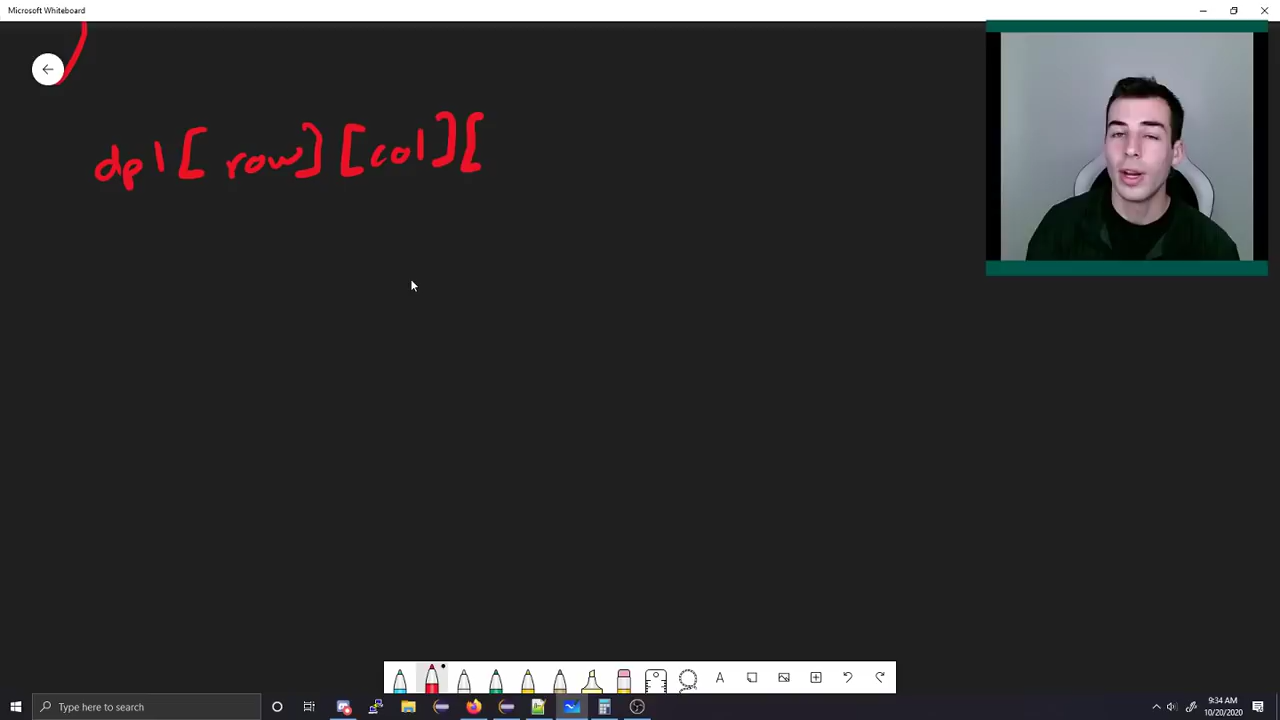 Microsoft Whiteboard
dp1[row][col][
A
Type here to search
9:34 AM
10/20/2020